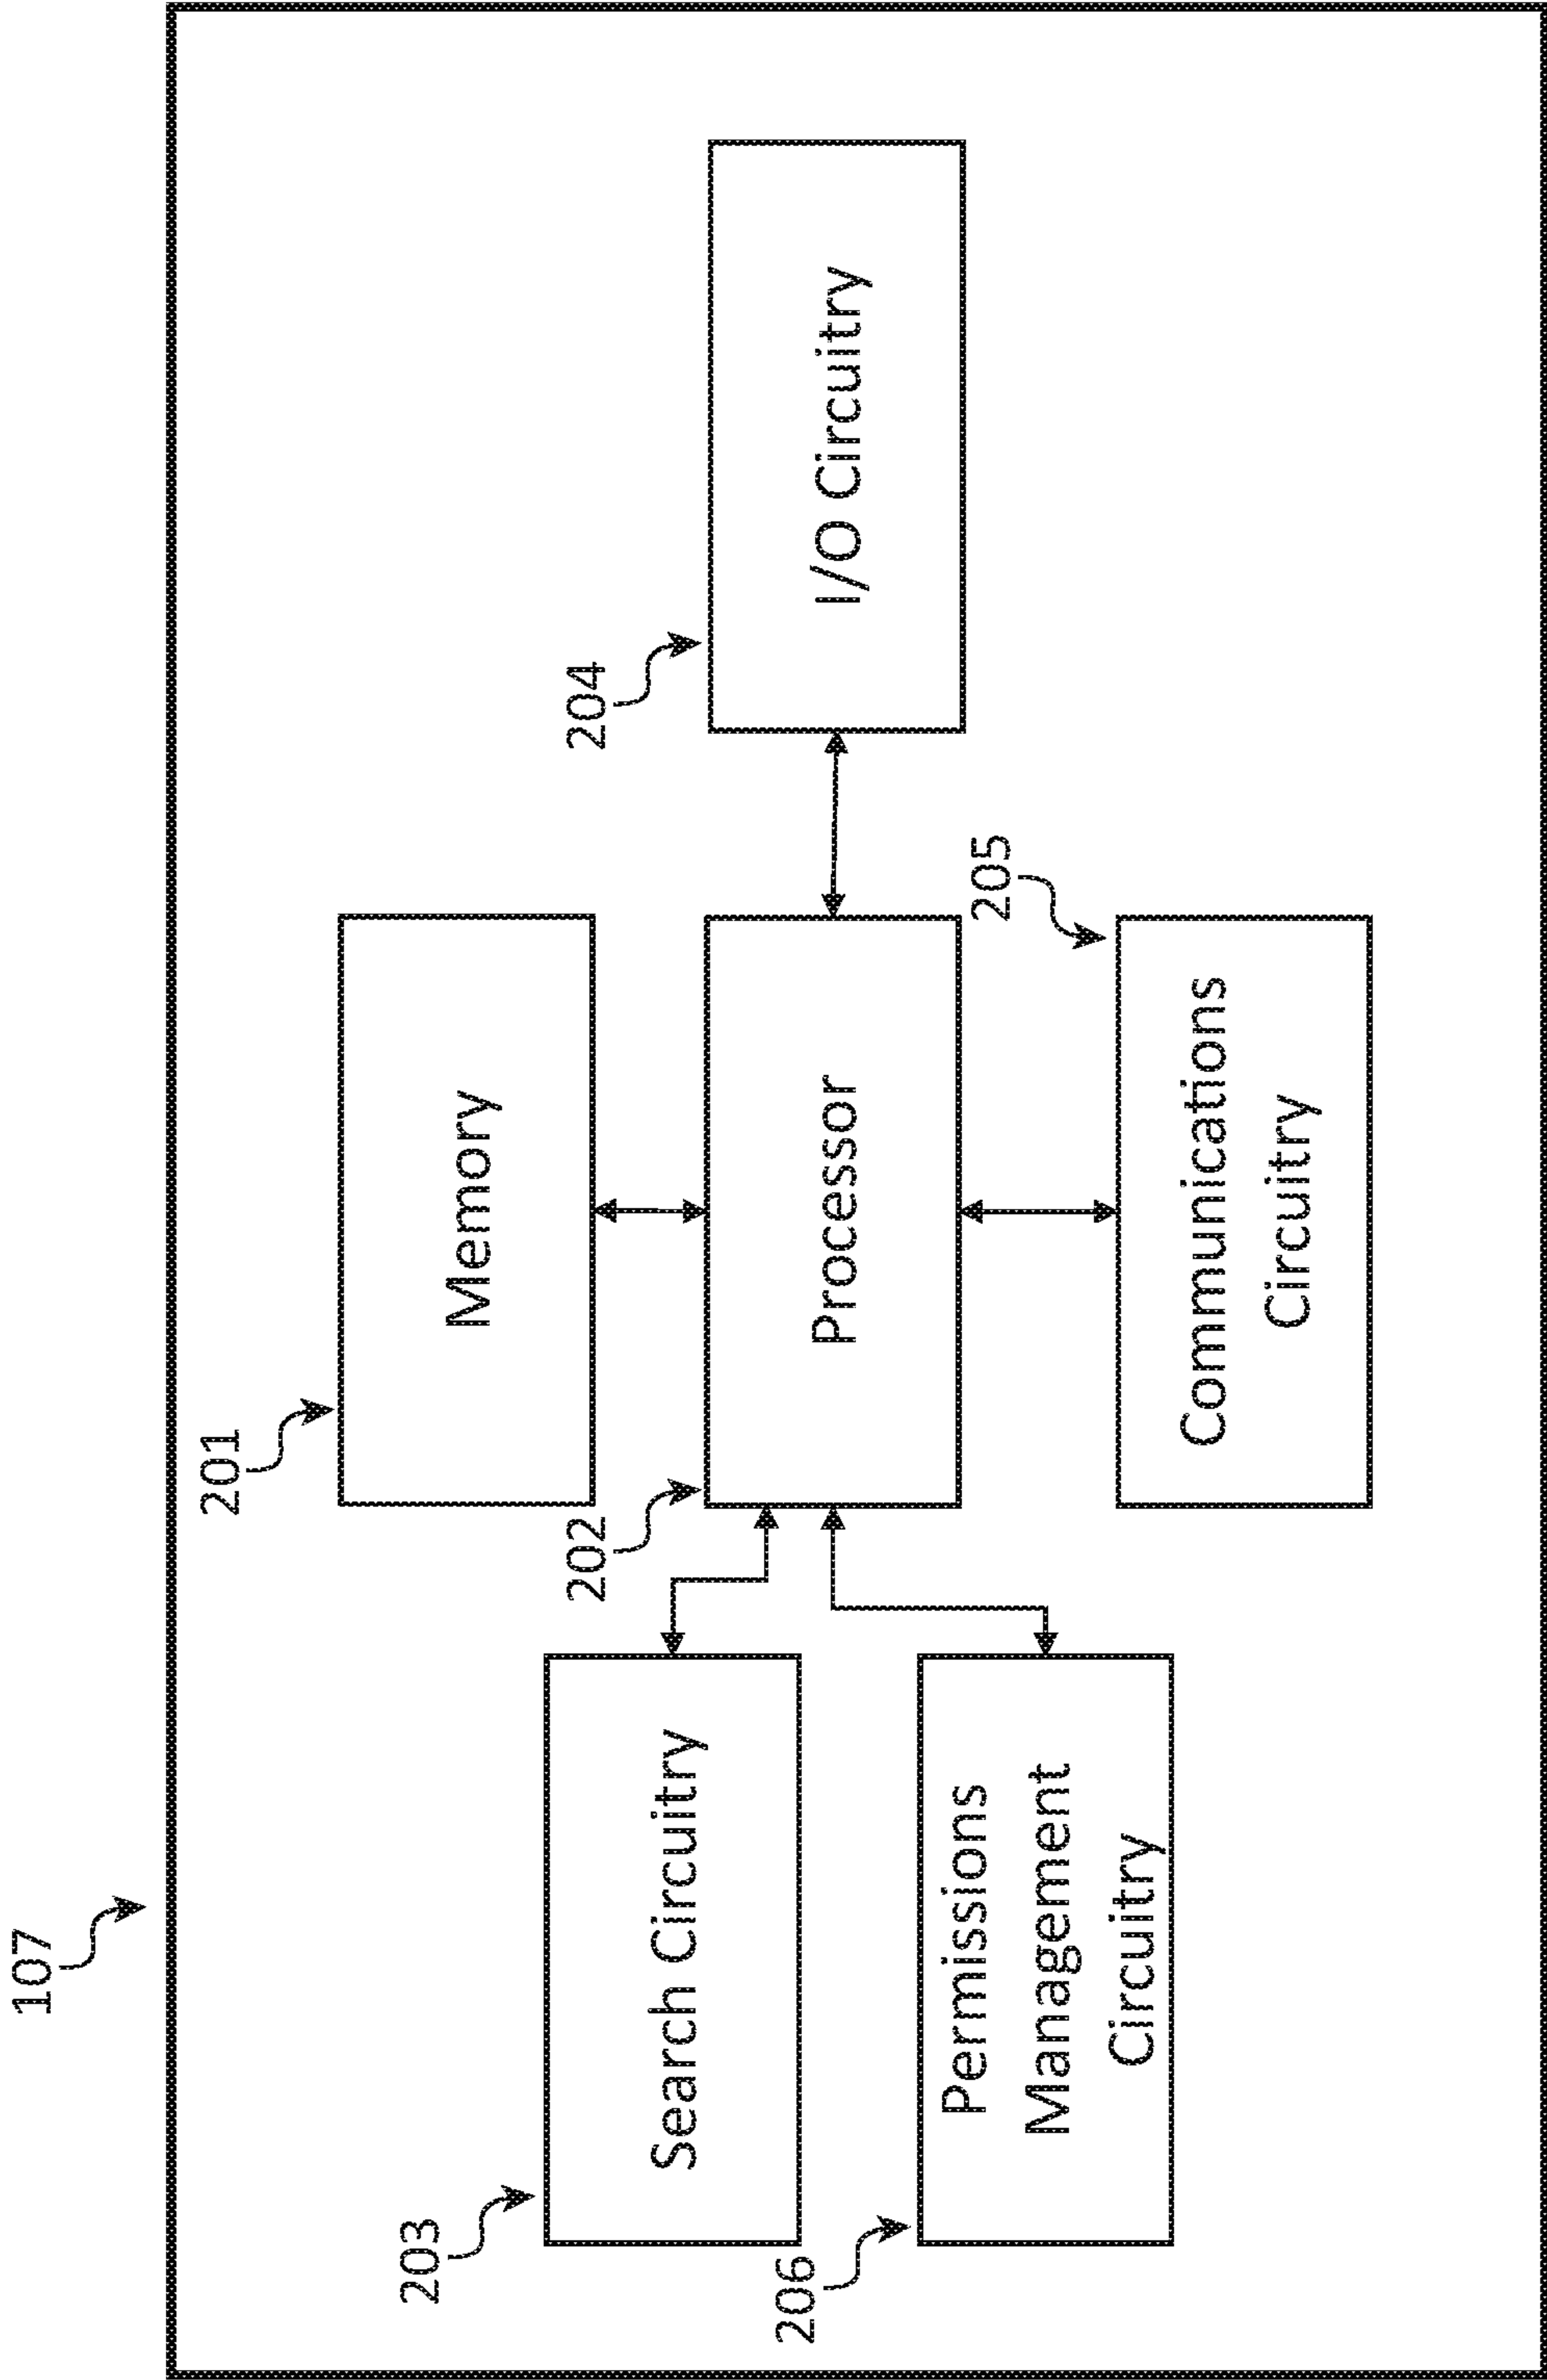 107
201
Memory
203
Search Circuitry
202
Processor
204
I/O Circuitry
206
Permissions
Management
Circuitry
205
Communications
Circuitry